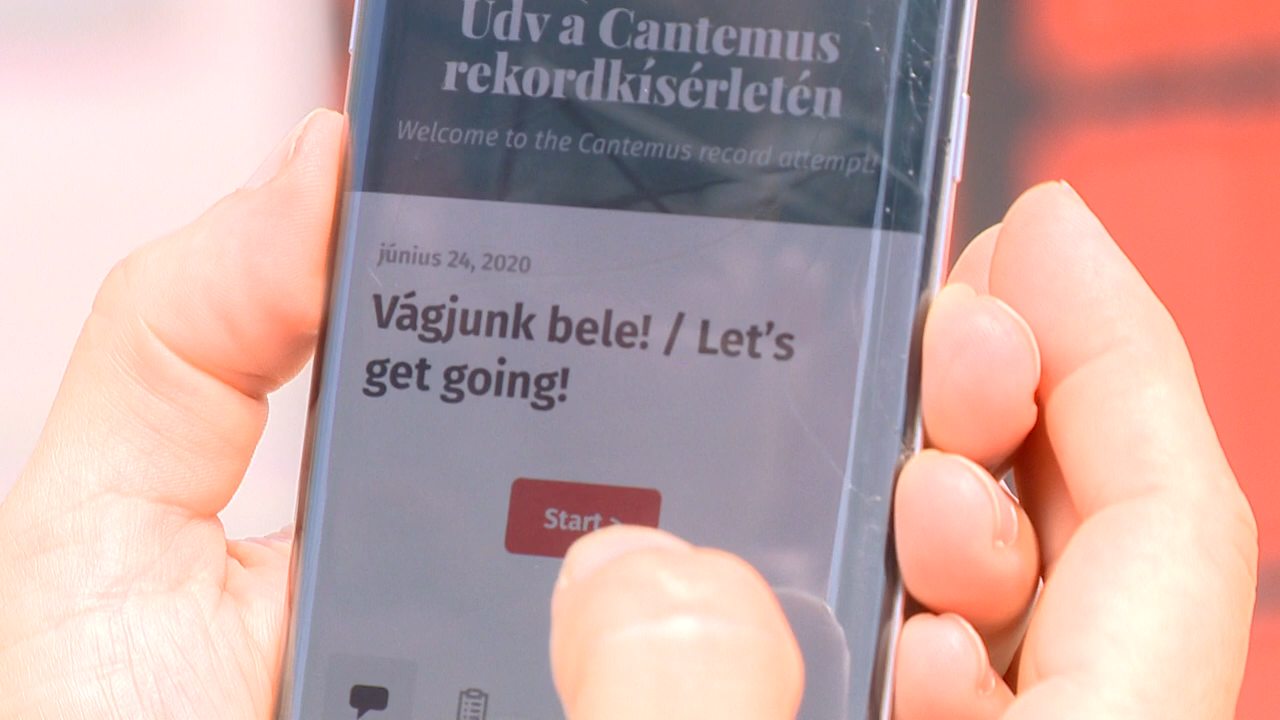 Üdv a Cantemus
rekordkísérletén
Welcome to the Cantemus record attempt!
június 24, 2020
Vágjunk bele! / Let's
get going!
Start >